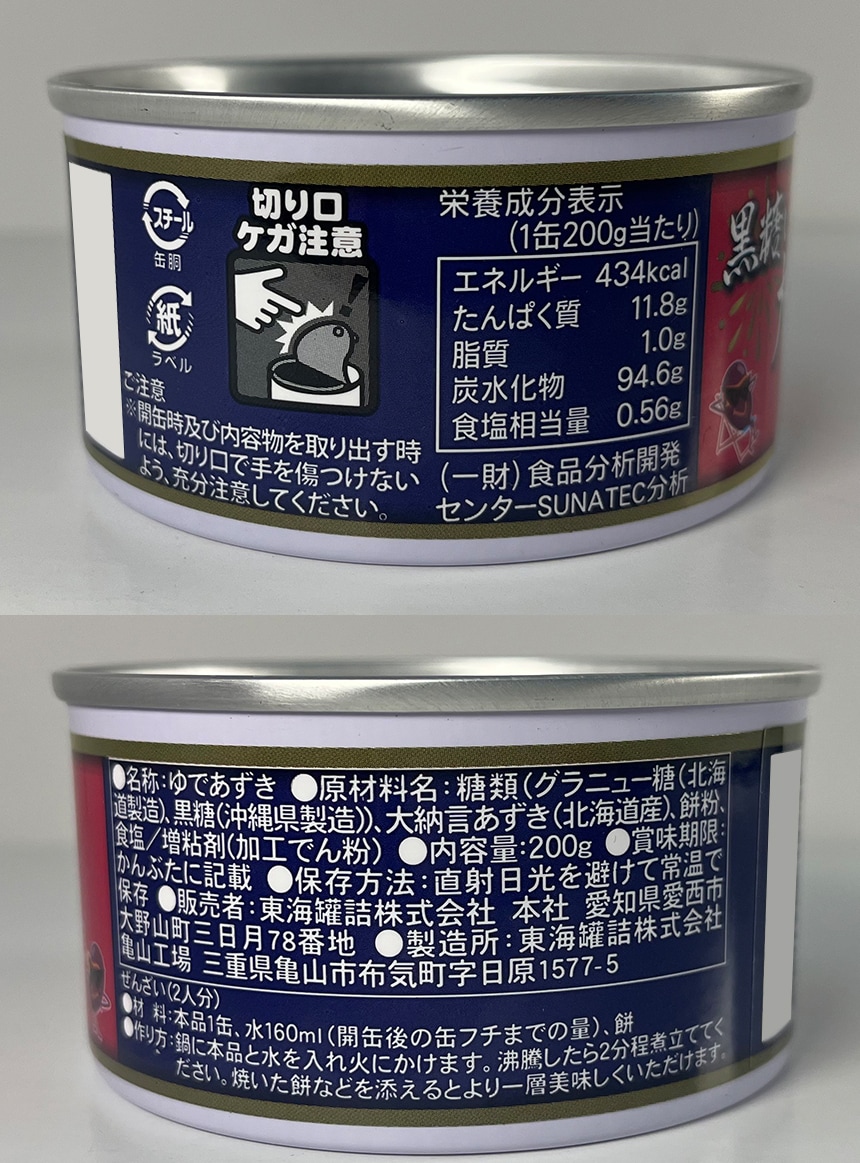 スチール
缶胴
紙
ラベル
切り口
ケガ注意
ご注意
※開缶時及び内容物を取り出す時
には、切り口で手を傷つけない
よう、充分注意してください。
栄養成分表示
(1缶200g当たり)
エネルギー 434kcal
たんぱく質 11.8g
脂質 1.0g
炭水化物 94.6g
食塩相当量 0.56g
(一財)食品分析開発
センターSUNATEC分析
黒糖
●名称:ゆであずき ●原材料名:糖類(グラニュー糖(北海
道製造)、黒糖(沖縄県製造))、大納言あずき(北海道産)、餅粉、
食塩/増粘剤(加工でん粉) ●内容量:200g ●賞味期限:
かんぶたに記載 ●保存方法:直射日光を避けて常温で
保存 ●販売者:東海罐詰株式会社 本社 愛知県愛西市
大野山町三日月78番地 ●製造所:東海罐詰株式会社
亀山工場 三重県亀山市布気町字日原1577-5
ぜんざい(2人分)
●材 料:本品1缶、水160ml(開缶後の缶フチまでの量)、餅
●作り方:鍋に本品と水を入れ火にかけます。沸騰したら2分程煮立ててく
ださい。焼いた餅などを添えるとより一層美味しくいただけます。